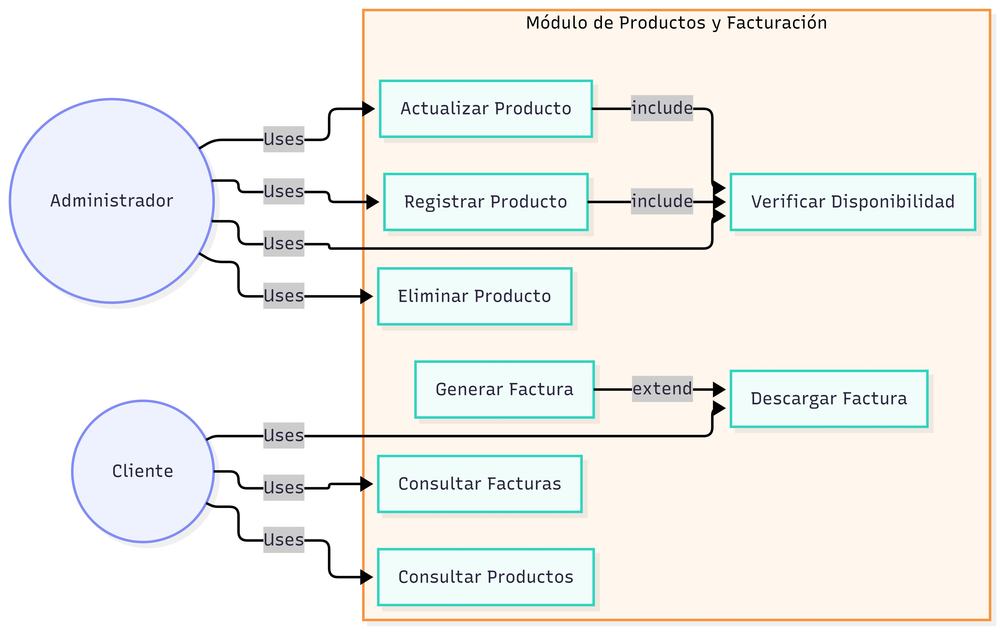 Módulo de Productos y Facturación
Actualizar Producto
include
Uses
Administrador
Uses
Registrar Producto
include
Verificar Disponibilidad
Uses
Uses
Eliminar Producto
Generar Factura
extend
Descargar Factura
Uses
Cliente
Uses
Consultar Facturas
Uses
Consultar Productos